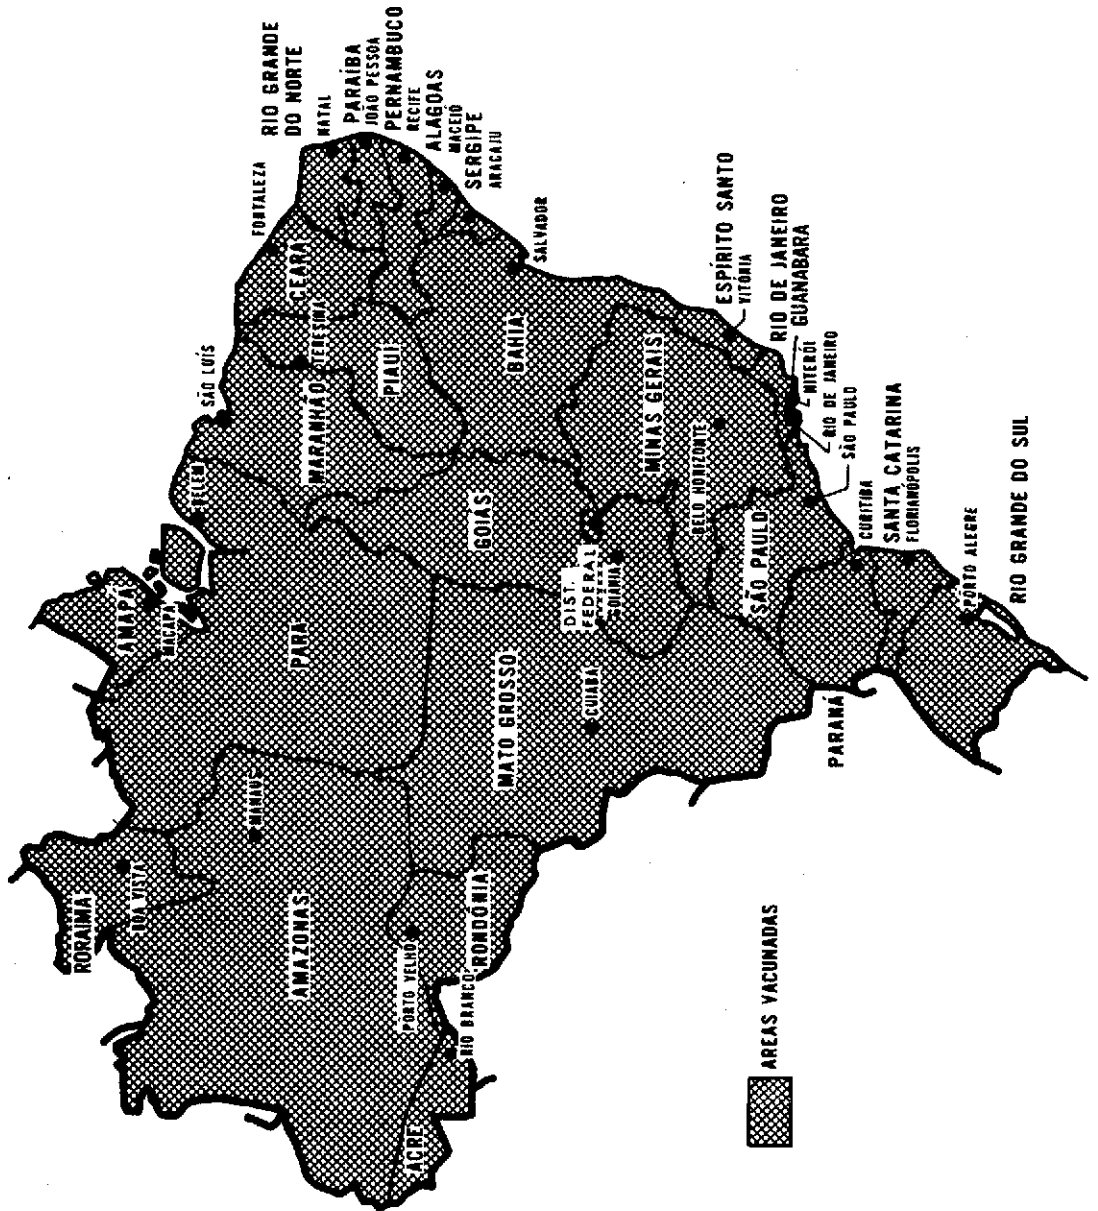 RORAIMA
BOA VISTA
AMAPÁ
MACAPÁ
BELÉM
SÃO LUÍS
FORTALEZA
RIO GRANDE
DO NORTE
NATAL
PARAÍBA
JOÃO PESSOA
PERNAMBUCO
RECIFE
ALAGOAS
MACEIÓ
SERGIPE
ARACAJU
AMAZONAS
MANAUS
PARÁ
MARANHÃO
TERESINA
CEARÁ
PIAUÍ
ACRE
RIO BRANCO
PORTO VELHO
RONDÔNIA
MATO GROSSO
CUIABÁ
GOIÁS
BAHIA
SALVADOR
DIST.
FEDERAL
GOIÂNIA
MINAS GERAIS
BELO HORIZONTE
ESPÍRITO SANTO
VITÓRIA
RIO DE JANEIRO
GUANABARA
NITERÓI
RIO DE JANEIRO
SÃO PAULO
SÃO PAULO
PARANÁ
CURITIBA
SANTA CATARINA
FLORIANÓPOLIS
PORTO ALEGRE
RIO GRANDE DO SUL
AREAS VACUNADAS